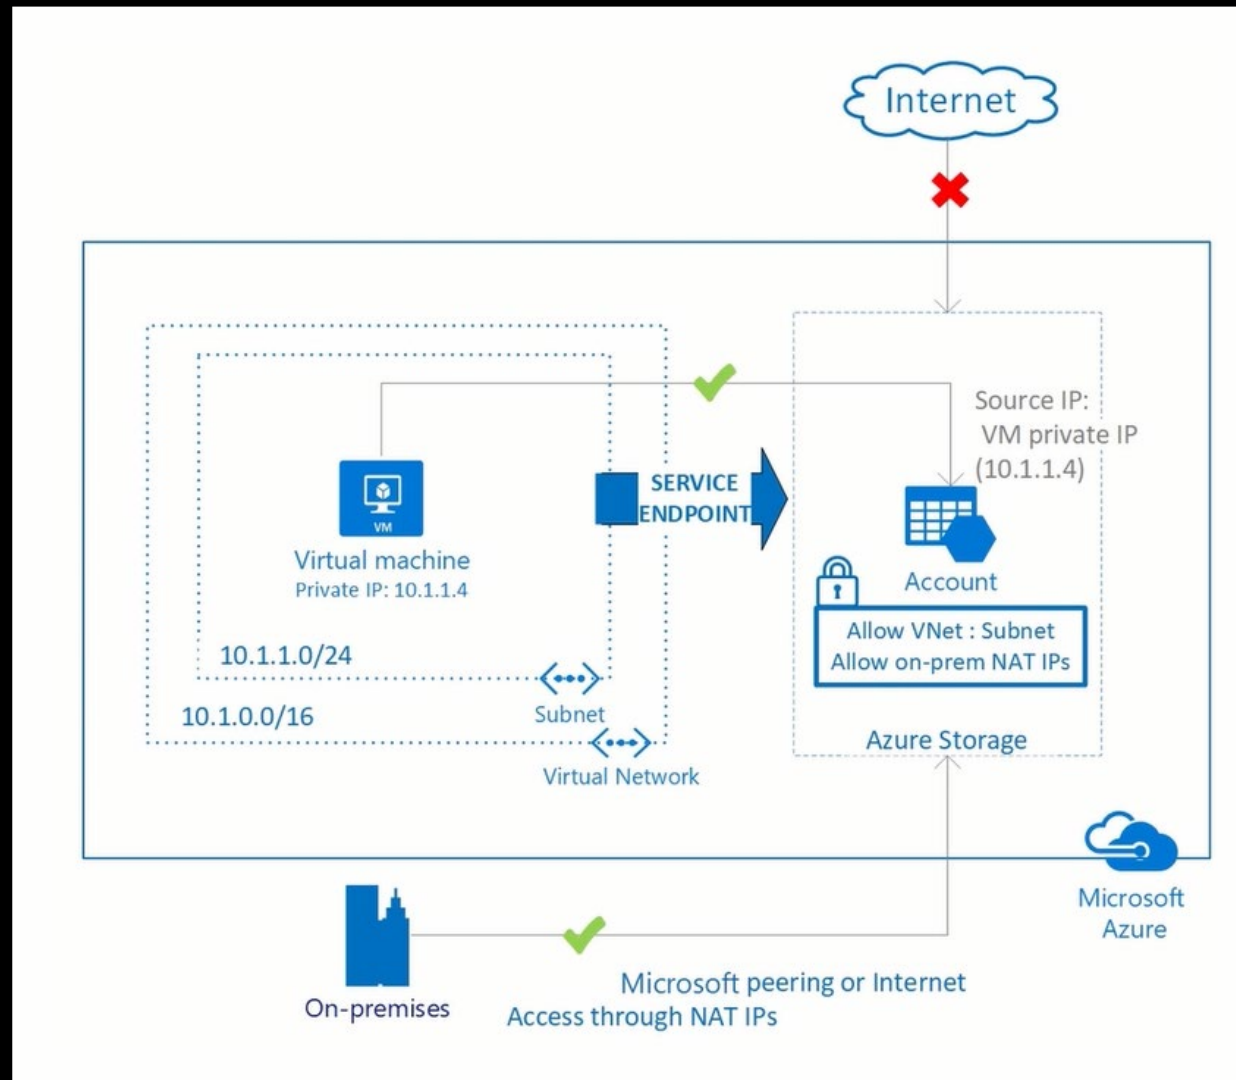 Internet
Source IP:
VM private IP
(10.1.1.4)
SERVICE
ENDPOINT
VM
Virtual machine
Private IP: 10.1.1.4
Account
Allow VNet : Subnet
Allow on-prem NAT IPs
10.1.1.0/24
10.1.0.0/16
Subnet
Azure Storage
Virtual Network
Microsoft
Azure
On-premises
Microsoft peering or Internet
Access through NAT IPs